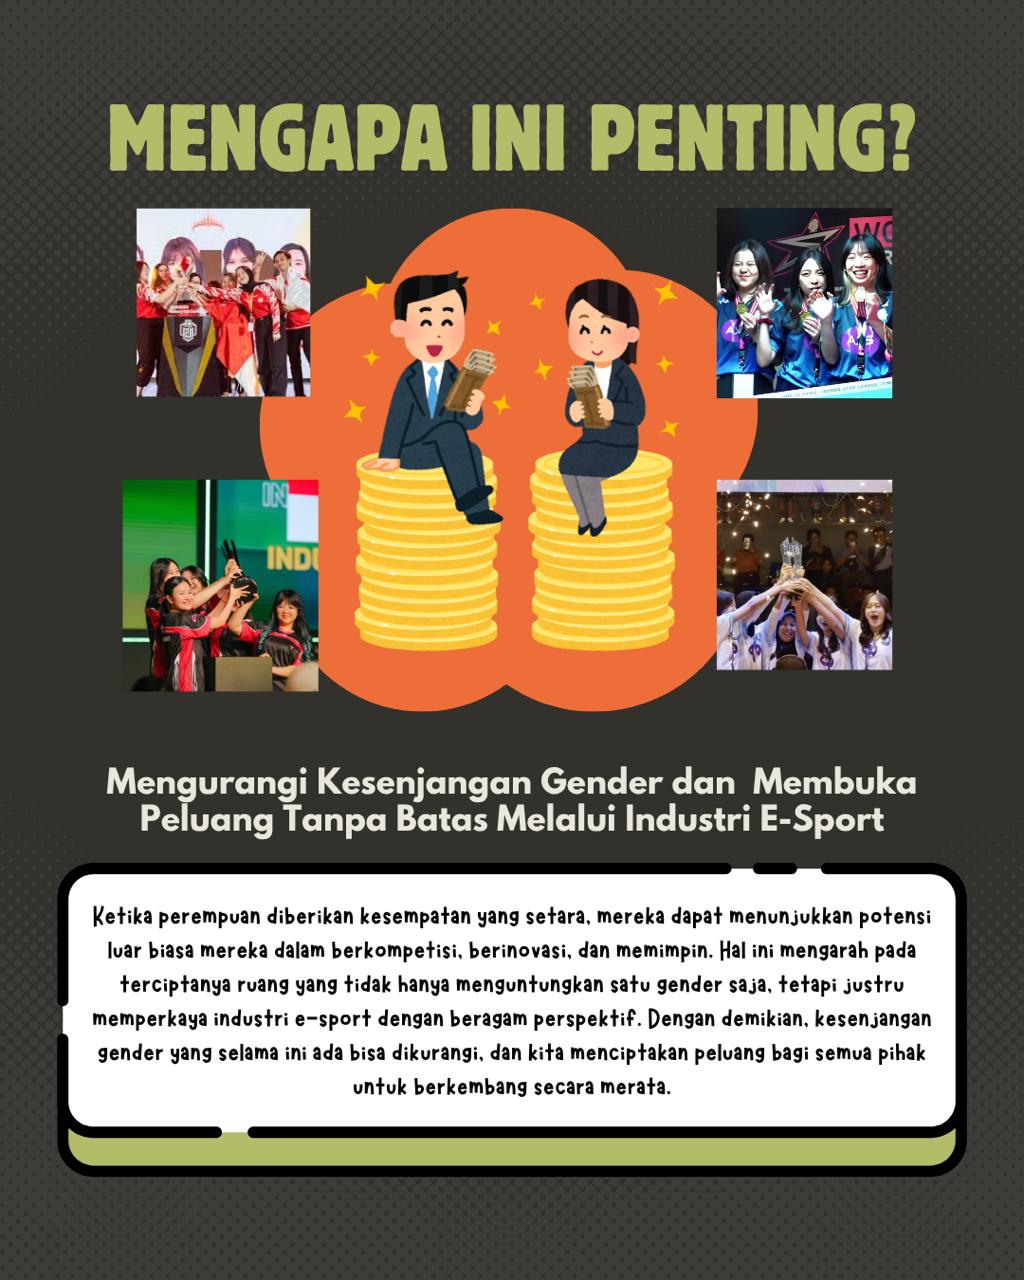 MENGAPA INI PENTING?
WO
IN
INDU
Mengurangi Kesenjangan Gender dan Membuka
Peluang Tanpa Batas Melalui Industri E-Sport
Ketika perempuan diberikan kesempatan yang setara, mereka dapat menunjukkan potensi
luar biasa mereka dalam berkompetisi, berinovasi, dan memimpin. Hal ini mengarah pada
terciptanya ruang yang tidak hanya menguntungkan satu gender saja, tetapi justru
memperkaya industri e-sport dengan beragam perspektif. Dengan demikian, kesenjangan
gender yang selama ini ada bisa dikurangi, dan kita menciptakan peluang bagi semua pihak
untuk berkembang secara merata.